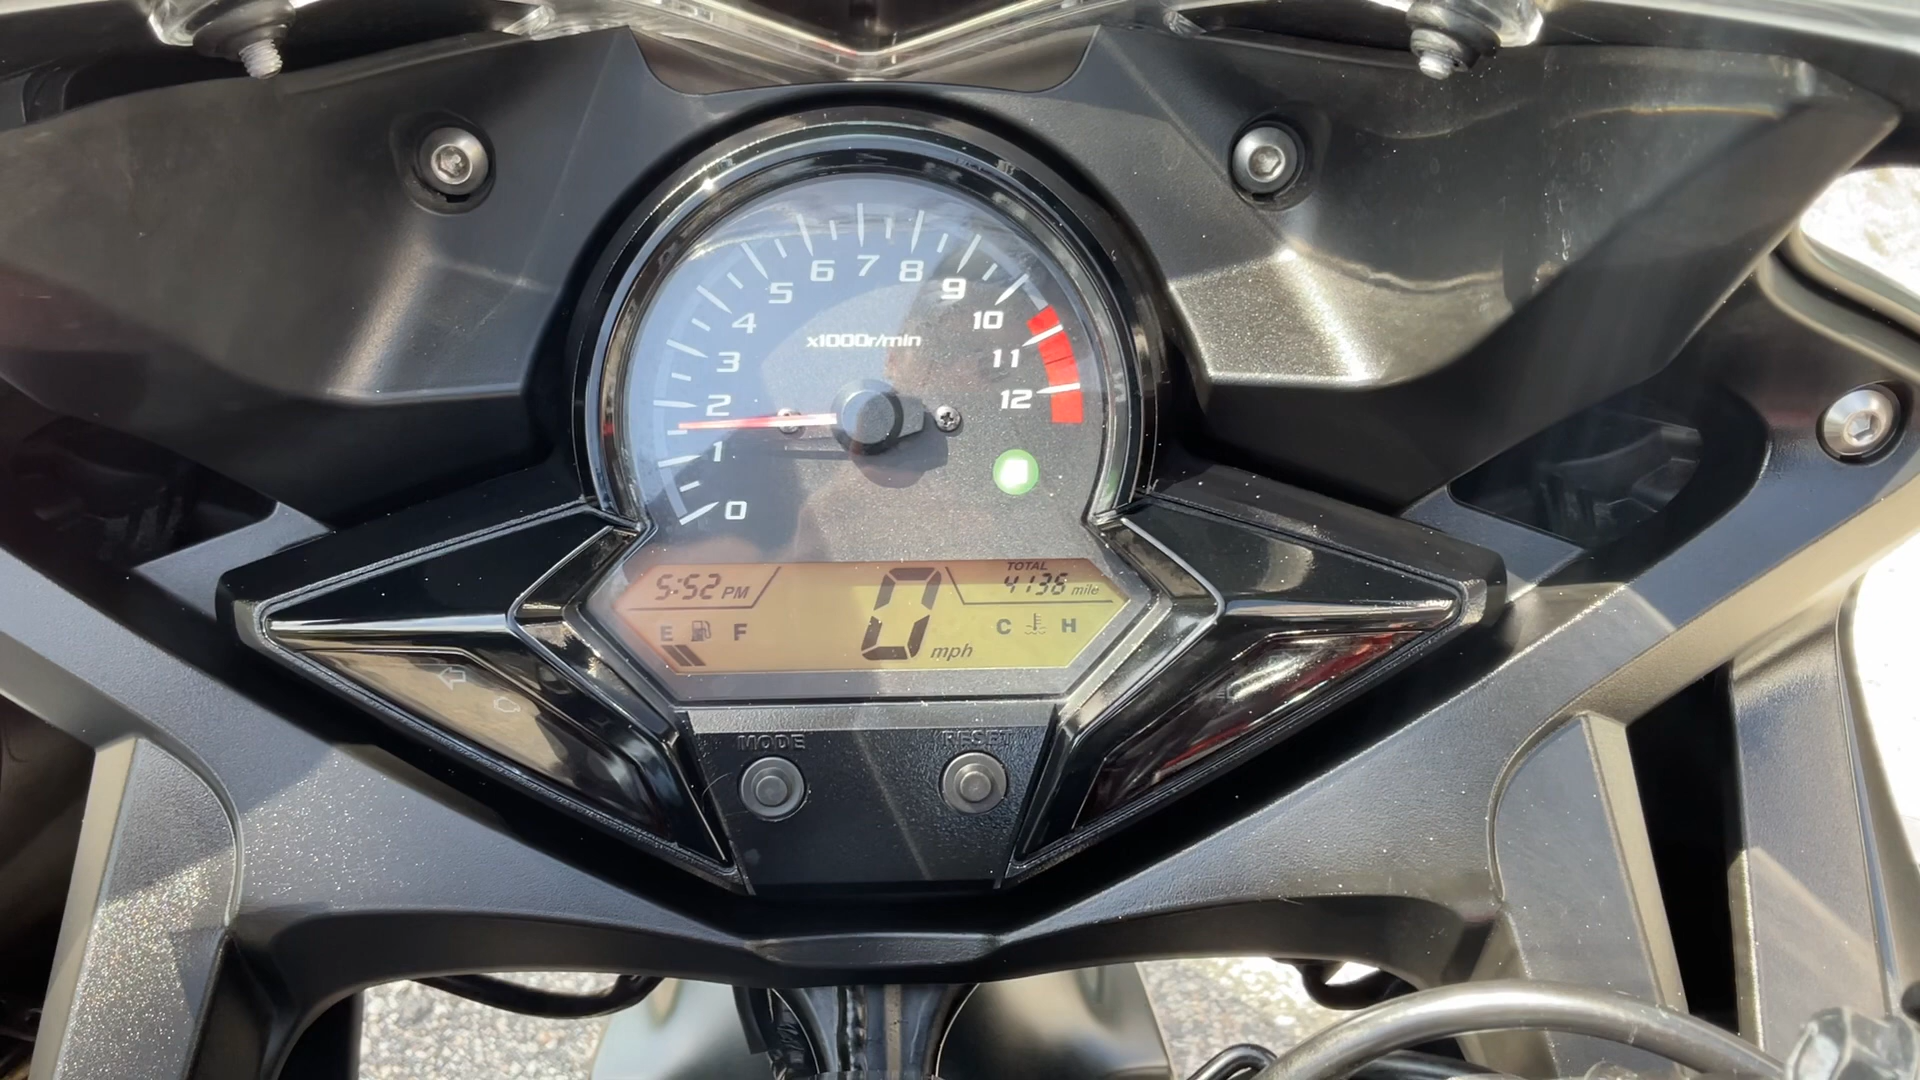 0 1 2 3 4 5 6 7 8 9 10 11 12
x1000r/min
5:52 PM
0 mph
TOTAL
4136 mile
E F
C H
MODE
RESET